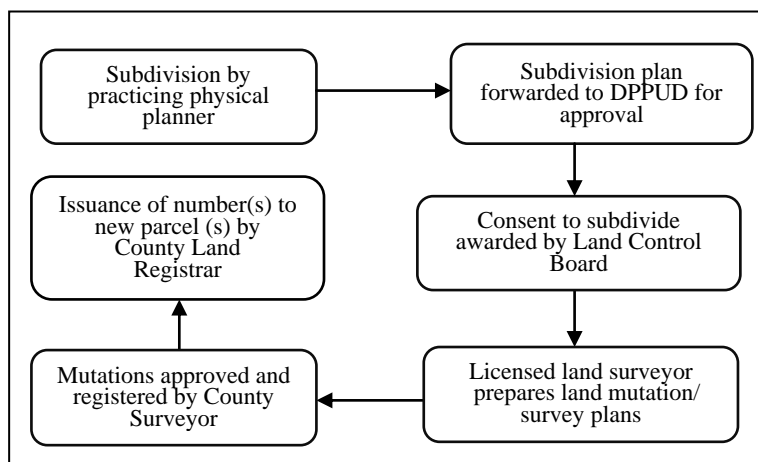 Subdivision by
practicing physical
planner
Subdivision plan
forwarded to DPPUD for
approval
Consent to subdivide
awarded by Land Control
Board
Licensed land surveyor
prepares land mutation/
survey plans
Mutations approved and
registered by County
Surveyor
Issuance of number(s) to
new parcel (s) by
County Land
Registrar